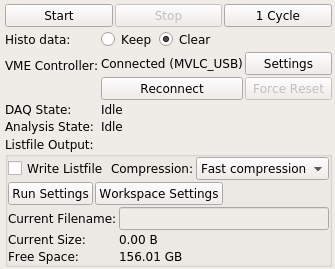 Start Stop 1 Cycle
Histo data: Keep Clear
VME Controller: Connected (MVLC_USB) Settings
Reconnect Force Reset
DAQ State: Idle
Analysis State: Idle
Listfile Output:
Write Listfile Compression: Fast compression
Run Settings Workspace Settings
Current Filename:
Current Size: 0.00 B
Free Space: 156.01 GB